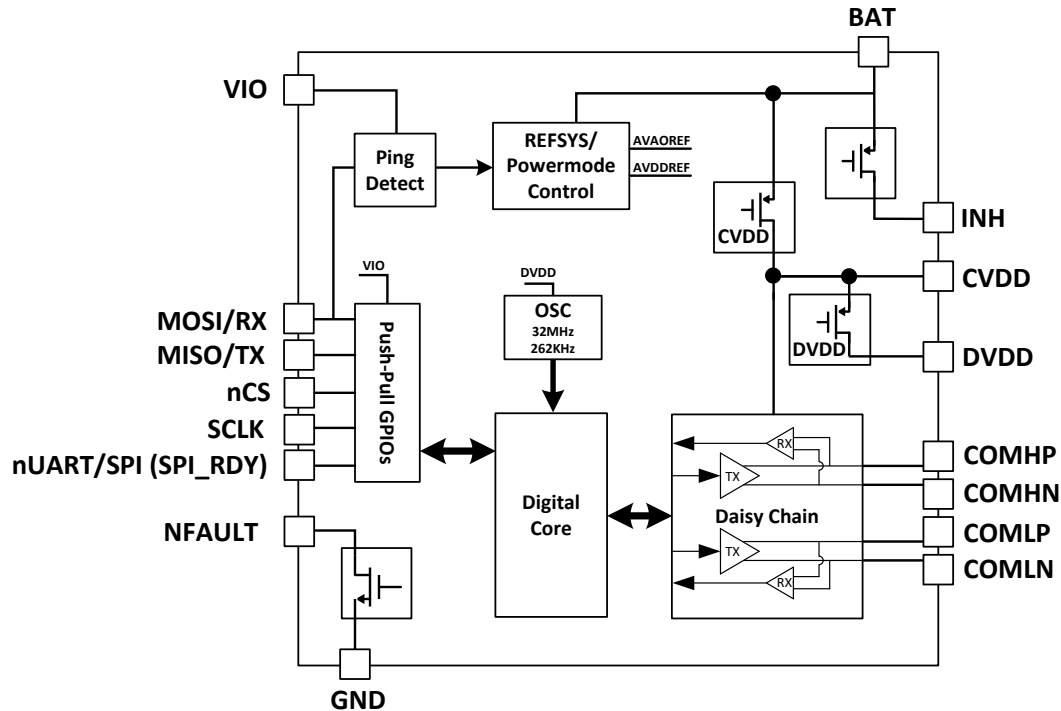 BAT
VIO
Ping
Detect
REFSYS/
Powermode
Control
AVAOREF
AVDDREF
INH
CVDD
CVDD
DVDD
DVDD
VIO
Push-Pull GPIOs
DVDD
OSC
32MHz
262KHz
MOSI/RX
MISO/TX
nCS
SCLK
nUART/SPI (SPI_RDY)
NFAULT
GND
Digital
Core
RX
TX
Daisy Chain
TX
RX
COMHP
COMHN
COMLP
COMLN